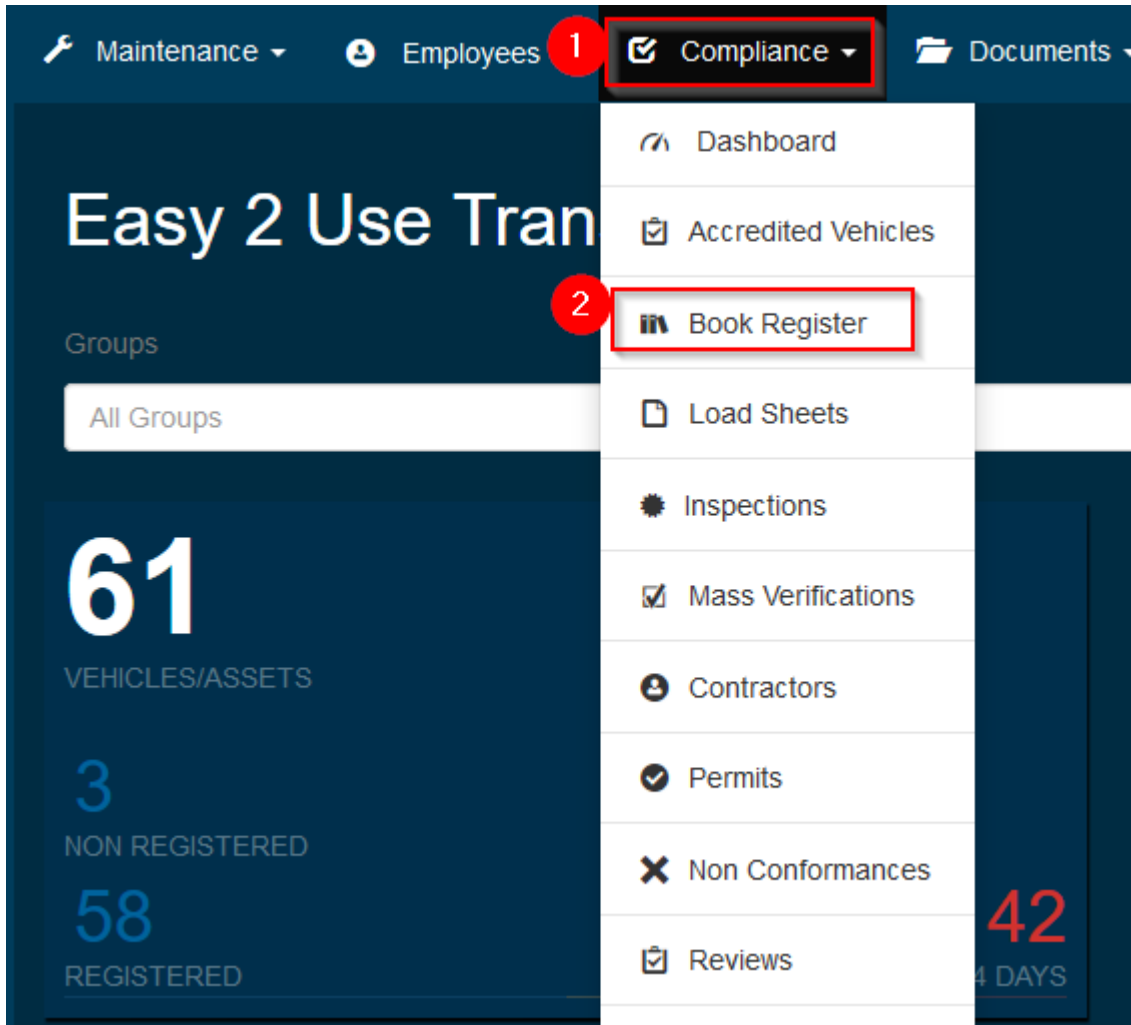 Maintenance
Employees
1
Compliance
Documents
Dashboard
Easy 2 Use Tran
Accredited Vehicles
2
Book Register
Groups
All Groups
Load Sheets
Inspections
61
VEHICLES/ASSETS
Mass Verifications
Contractors
3
NON REGISTERED
Permits
Non Conformances
58
REGISTERED
42
4 DAYS
Reviews